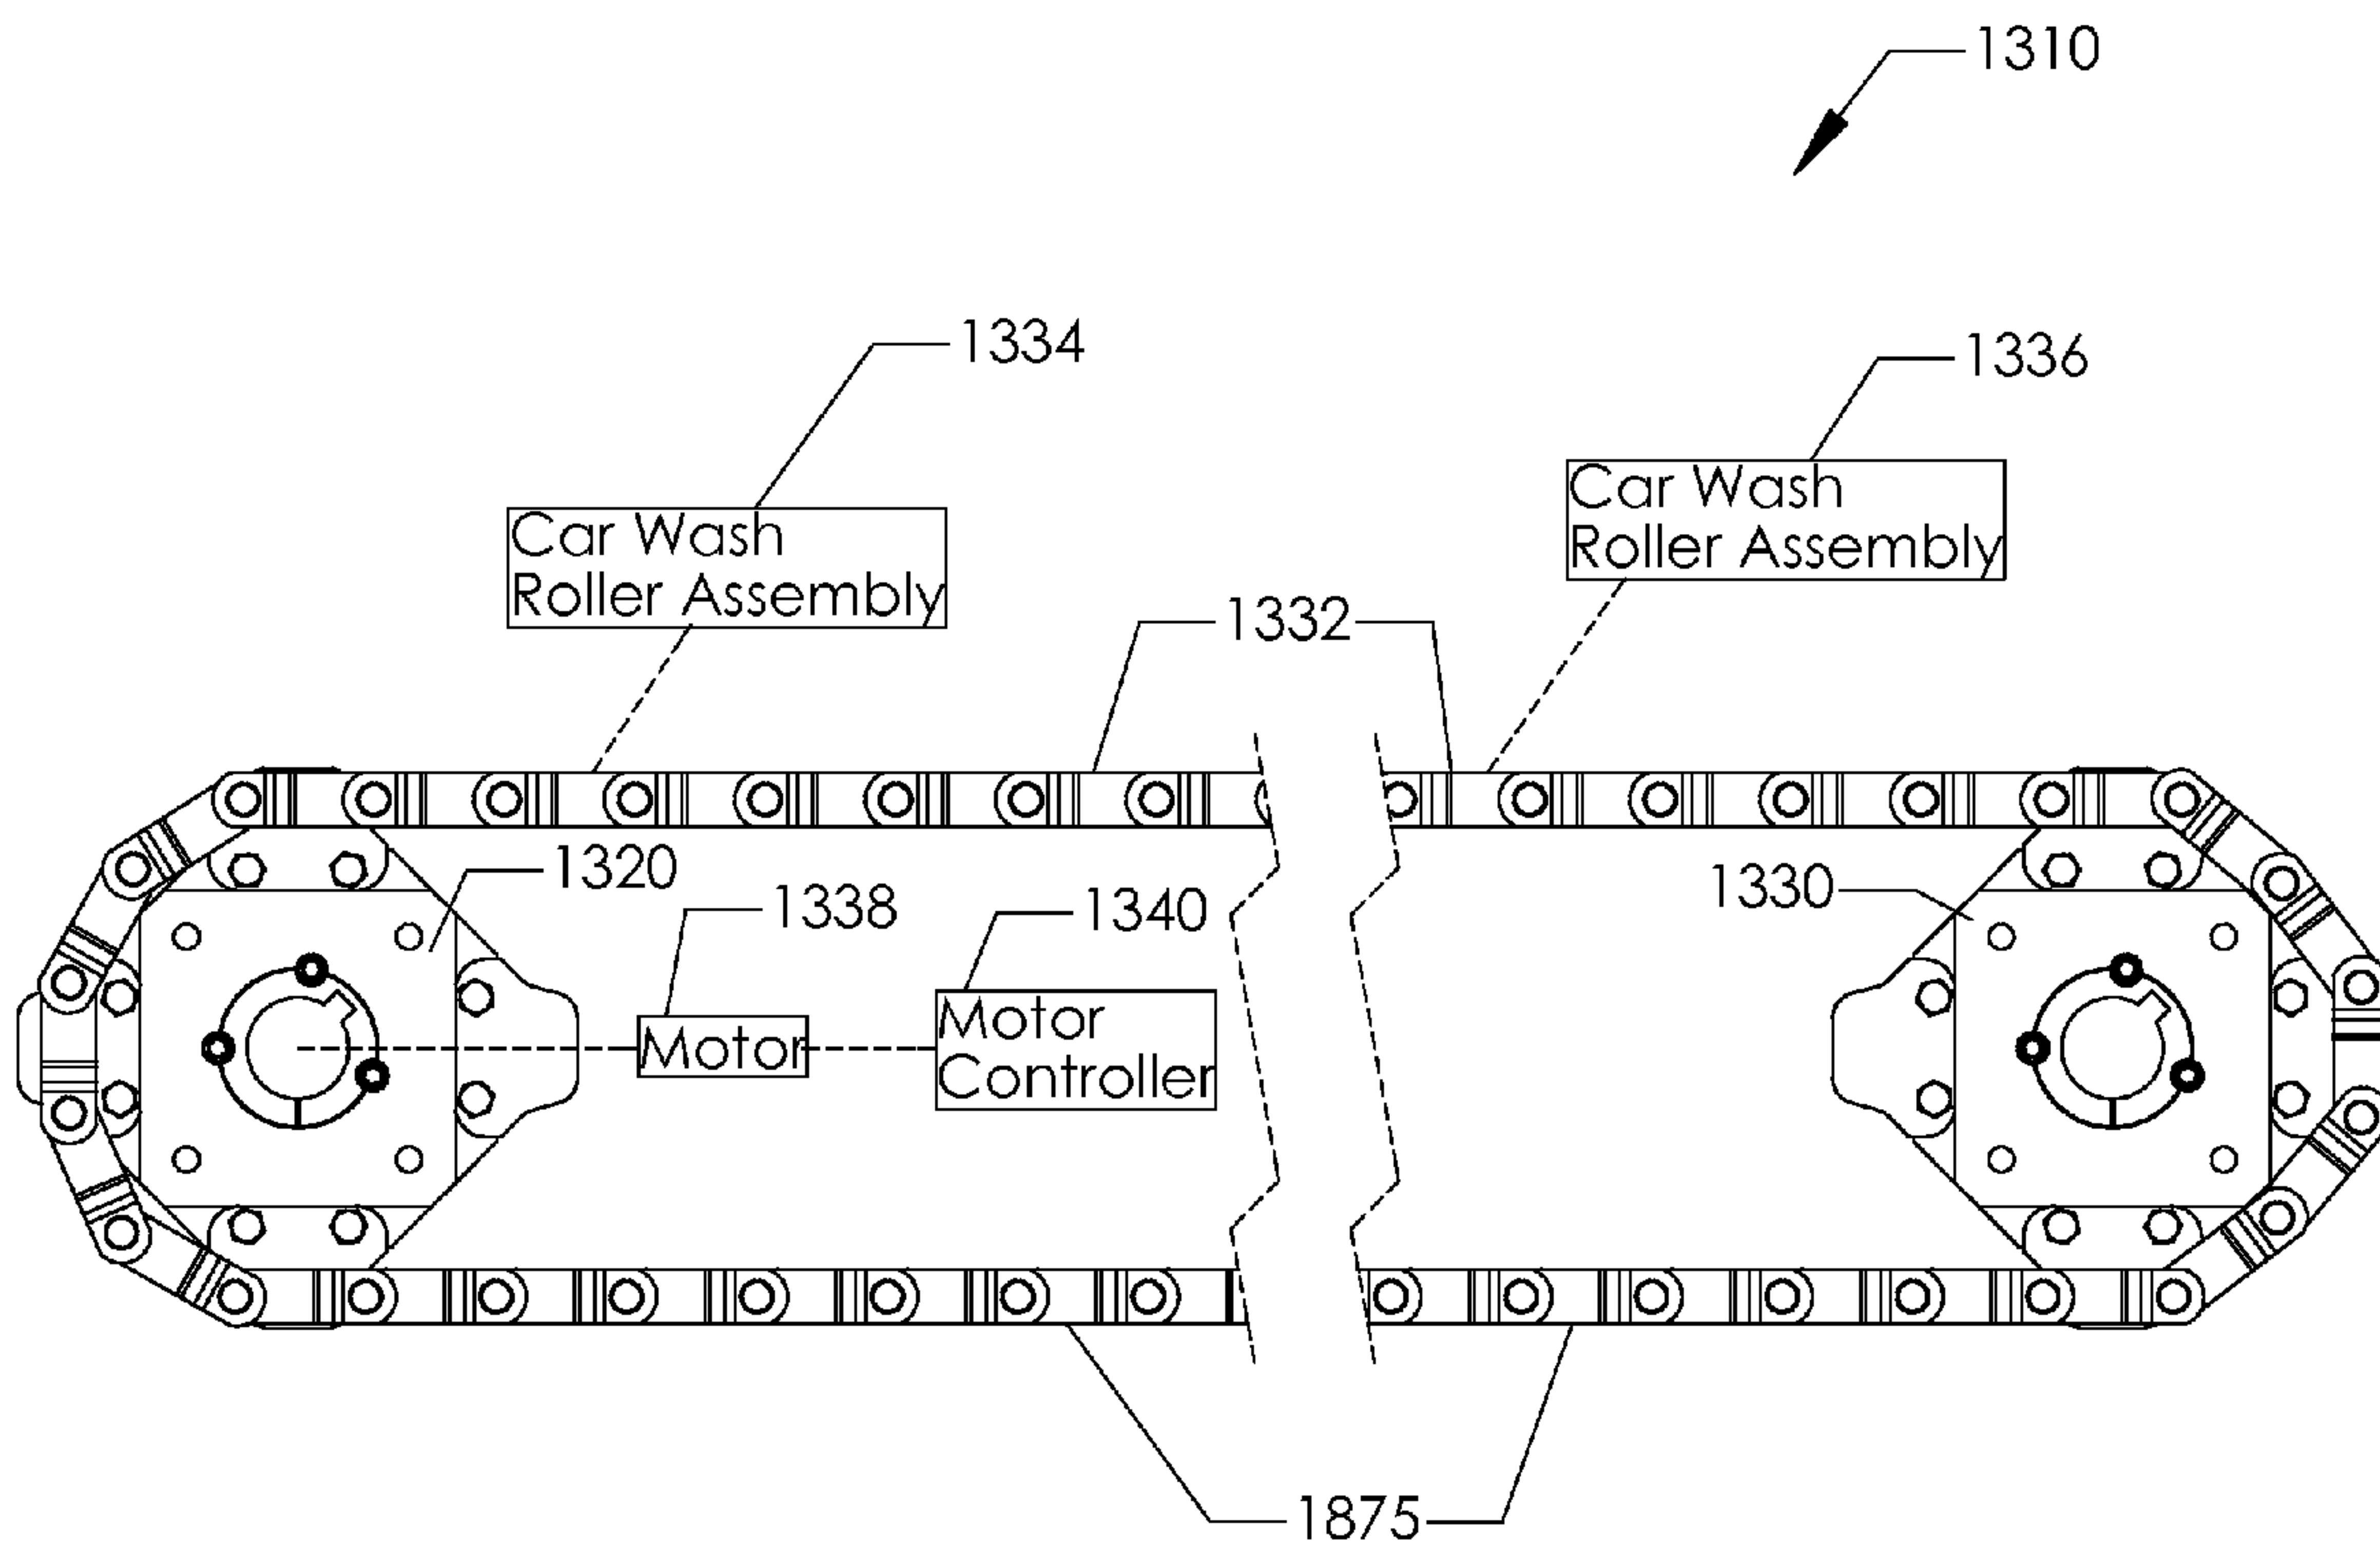 1310
1334
1336
Car Wash
Roller Assembly
Car Wash
Roller Assembly
1332
1320
1338
1340
1330
Motor
Motor
Controller
1875